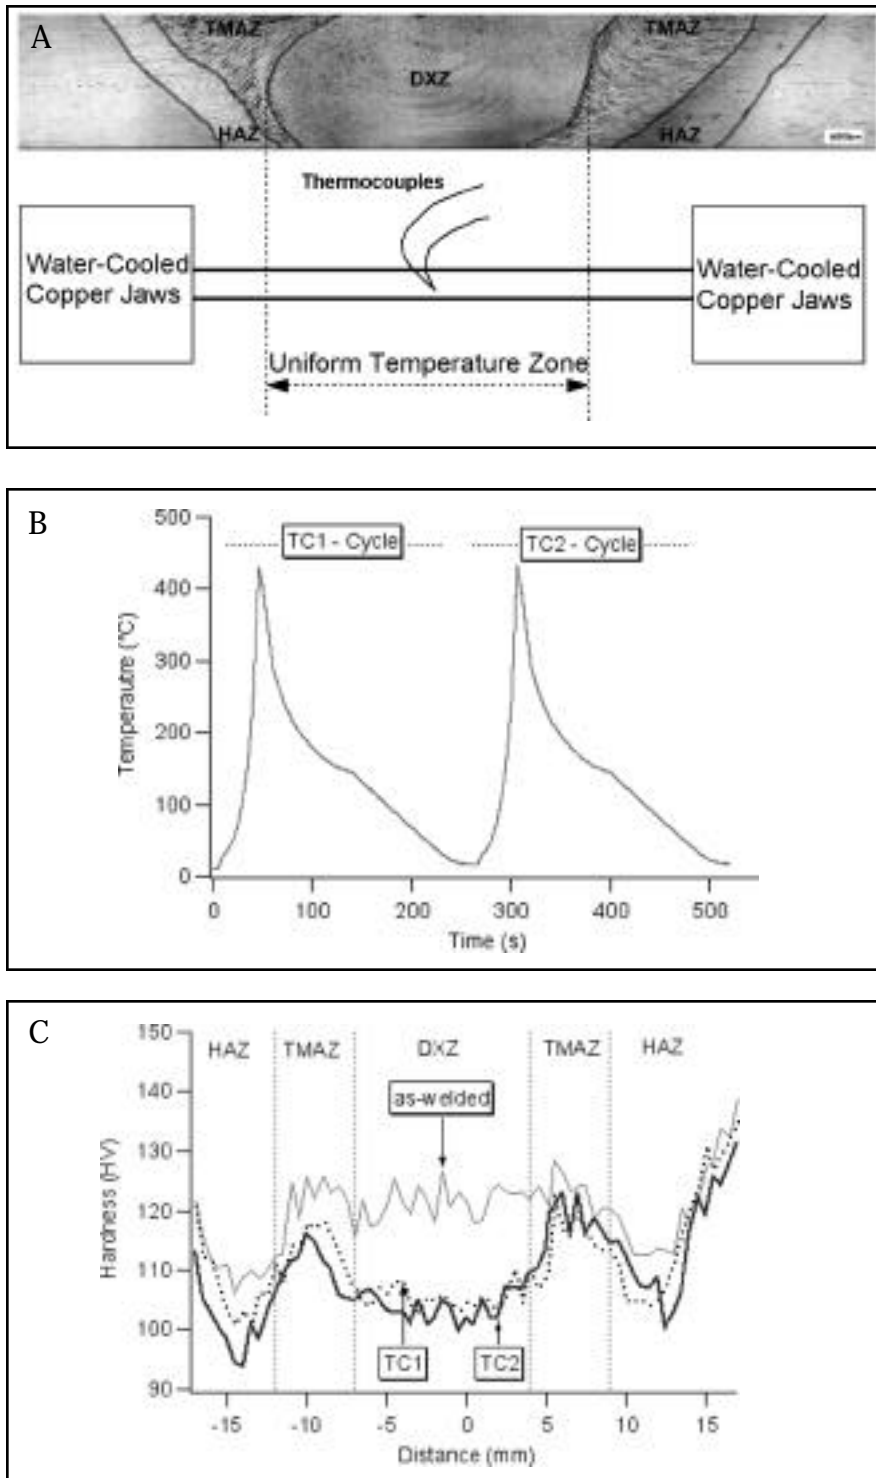 A
TMAZ
TMAZ
DXZ
HAZ
HAZ
Thermocouples
Water-Cooled
Copper Jaws
Water-Cooled
Copper Jaws
Uniform Temperature Zone
B
500
400
300
200
100
0
Temperautre (°C)
TC1 - Cycle
TC2 - Cycle
0 100 200 300 400 500
Time (s)
C
150
140
130
120
110
100
90
Hardness (HV)
HAZ TMAZ DXZ TMAZ HAZ
as-welded
TC1
TC2
-15 -10 -5 0 5 10 15
Distance (mm)